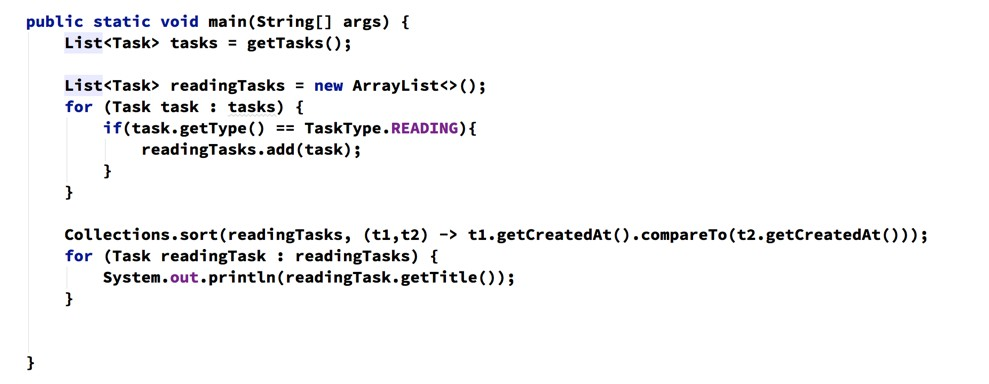 public static void main(String[] args) {
    List<Task> tasks = getTasks();

    List<Task> readingTasks = new ArrayList<>();
    for (Task task : tasks) {
        if(task.getType() == TaskType.READING){
            readingTasks.add(task);
        }
    }

    Collections.sort(readingTasks, (t1,t2) -> t1.getCreatedAt().compareTo(t2.getCreatedAt()));
    for (Task readingTask : readingTasks) {
        System.out.println(readingTask.getTitle());
    }


}